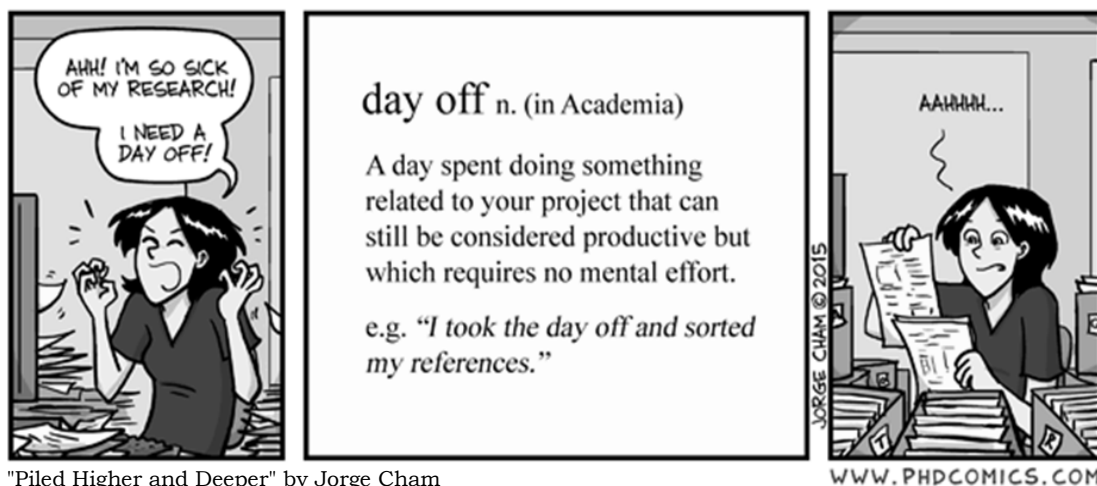 AHH! I'M SO SICK
OF MY RESEARCH!
I NEED A
DAY OFF!
day off n. (in Academia)
A day spent doing something
related to your project that can
still be considered productive but
which requires no mental effort.
e.g. “I took the day off and sorted
my references.”
JORGE CHAM © 2015
AAHHHH...
T
R
"Piled Higher and Deeper" by Jorge Cham
WWW.PHDCOMICS.COM